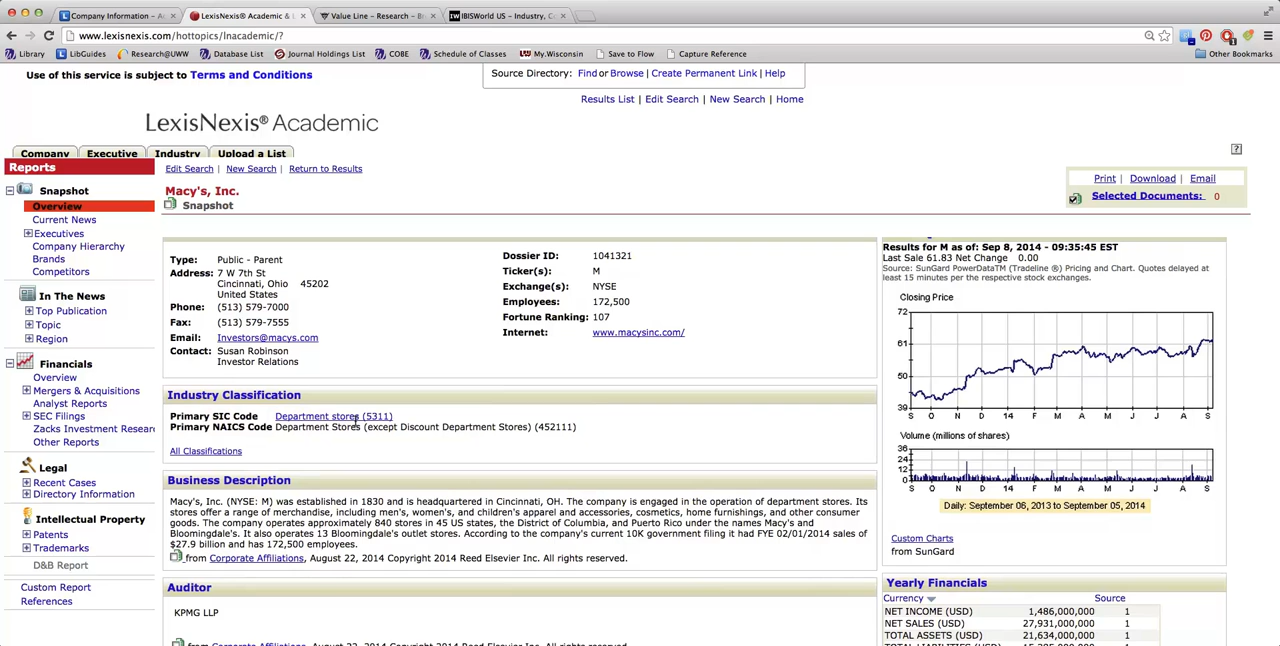 Company Information – A
LexisNexis® Academic &
Value Line – Research – B
IBISWorld US – Industry, C
www.lexisnexis.com/hottopics/lnacademic/?
Library
LibGuides
Research@UWW
Database List
Journal Holdings List
COBE
Schedule of Classes
My.Wisconsin
Save to Flow
Capture Reference
Other Bookmarks
Use of this service is subject to Terms and Conditions
Source Directory: Find or Browse | Create Permanent Link | Help
Results List | Edit Search | New Search | Home
LexisNexis® Academic
Company
Executive
Industry
Upload a List
Reports
Edit Search | New Search | Return to Results
Print | Download | Email
Selected Documents: 0
Macy's, Inc.
Snapshot
Snapshot
Overview
Current News
Executives
Company Hierarchy
Brands
Competitors
In The News
Top Publication
Topic
Region
Financials
Overview
Mergers & Acquisitions
Analyst Reports
SEC Filings
Zacks Investment Resear
Other Reports
Legal
Recent Cases
Directory Information
Intellectual Property
Patents
Trademarks
D&B Report
Custom Report
References
Type: Public - Parent
Address: 7 W 7th St
Cincinnati, Ohio 45202
United States
Phone: (513) 579-7000
Fax: (513) 579-7555
Email: Investors@macys.com
Contact: Susan Robinson
Investor Relations
Dossier ID: 1041321
Ticker(s): M
Exchange(s): NYSE
Employees: 172,500
Fortune Ranking: 107
Internet: www.macysinc.com/
Industry Classification
Primary SIC Code Department stores (5311)
Primary NAICS Code Department Stores (except Discount Department Stores) (452111)
All Classifications
Business Description
Macy's, Inc. (NYSE: M) was established in 1830 and is headquartered in Cincinnati, OH. The company is engaged in the operation of department stores. Its
stores offer a range of merchandise, including men's, women's, and children's apparel and accessories, cosmetics, home furnishings, and other consumer
goods. The company operates approximately 840 stores in 45 US states, the District of Columbia, and Puerto Rico under the names Macy's and
Bloomingdale's. It also operates 13 Bloomingdale's outlet stores. According to the company's current 10K government filing it had FYE 02/01/2014 sales of
$27.9 billion and has 172,500 employees.
from Corporate Affiliations, August 22, 2014 Copyright 2014 Reed Elsevier Inc. All rights reserved.
Auditor
KPMG LLP
from Corporate Affiliations, August 22, 2014 Copyright 2014 Reed Elsevier Inc. All rights reserved.
Results for M as of: Sep 8, 2014 - 09:35:45 EST
Last Sale 61.83 Net Change 0.00
Source: SunGard PowerDataTM (Tradeline ®) Pricing and Chart. Quotes delayed at
least 15 minutes per the respective stock exchanges.
Closing Price
72
61
50
39
S O N D 14 F M A M J J A S
Volume (millions of shares)
36
24
12
0
S O N D 14 F M A M J J A S
Daily: September 06, 2013 to September 05, 2014
Custom Charts
from SunGard
Yearly Financials
Currency Source
NET INCOME (USD) 1,486,000,000 1
NET SALES (USD) 27,931,000,000 1
TOTAL ASSETS (USD) 21,634,000,000 1